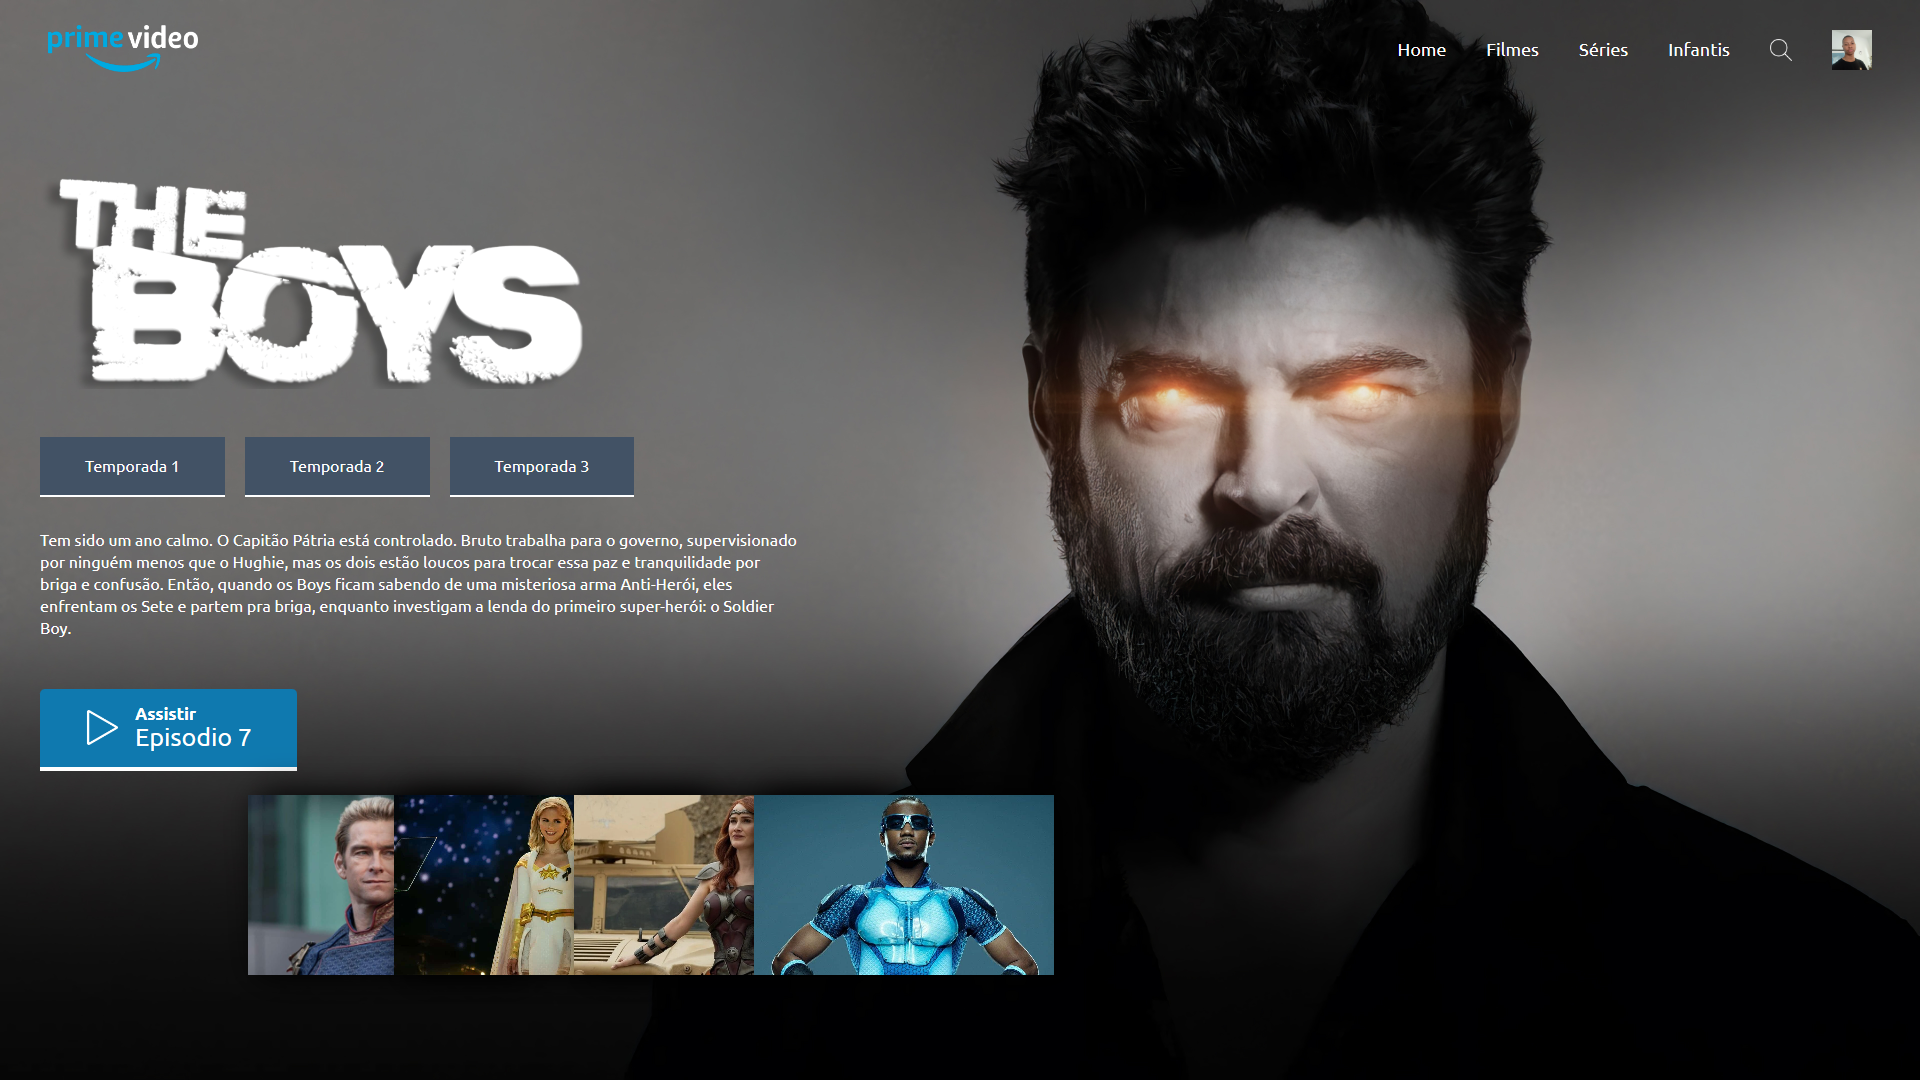 prime video
Home Filmes Séries Infantis
THE
BOYS
Temporada 1 Temporada 2 Temporada 3
Tem sido um ano calmo. O Capitão Pátria está controlado. Bruto trabalha para o governo, supervisionado
por ninguém menos que o Hughie, mas os dois estão loucos para trocar essa paz e tranquilidade por
briga e confusão. Então, quando os Boys ficam sabendo de uma misteriosa arma Anti-Herói, eles
enfrentam os Sete e partem pra briga, enquanto investigam a lenda do primeiro super-herói: o Soldier
Boy.
Assistir
Episodio 7